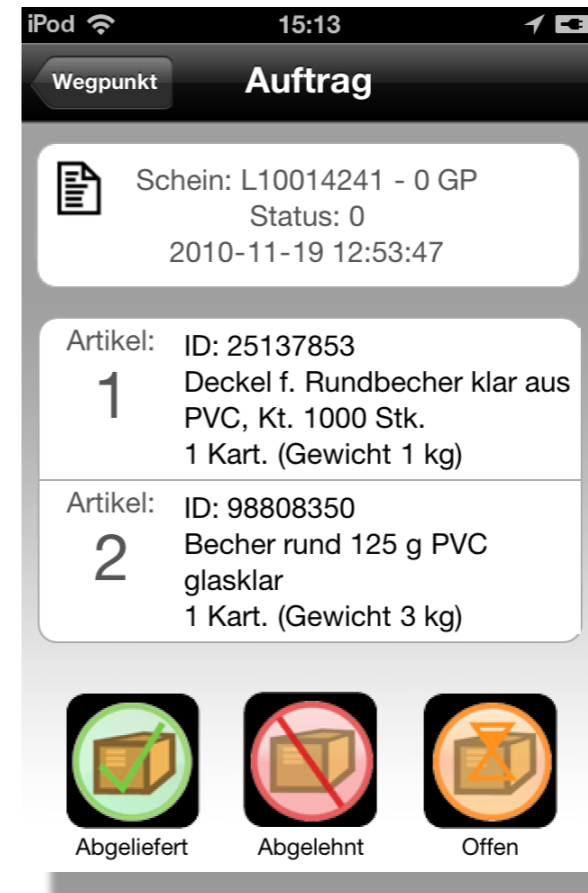 iPod 15:13
Wegpunkt Auftrag
Schein: L10014241 - 0 GP
Status: 0
2010-11-19 12:53:47
Artikel:
1
ID: 25137853
Deckel f. Rundbecher klar aus
PVC, Kt. 1000 Stk.
1 Kart. (Gewicht 1 kg)
Artikel:
2
ID: 98808350
Becher rund 125 g PVC
glasklar
1 Kart. (Gewicht 3 kg)
Abgeliefert Abgelehnt Offen